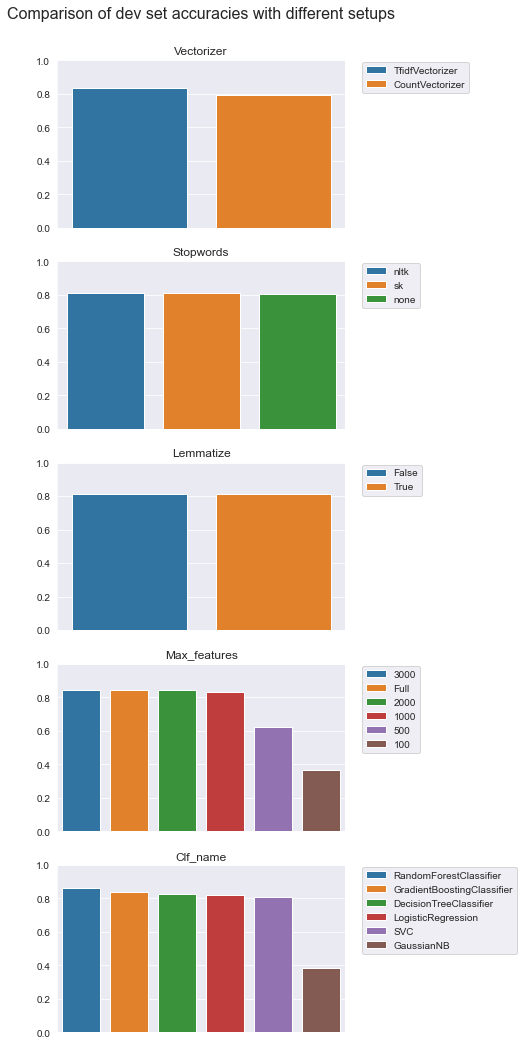 Comparison of dev set accuracies with different setups
Vectorizer
1.0
0.8
0.6
0.4
0.2
0.0
TfidfVectorizer
CountVectorizer
Stopwords
1.0
0.8
0.6
0.4
0.2
0.0
nltk
sk
none
Lemmatize
1.0
0.8
0.6
0.4
0.2
0.0
False
True
Max_features
1.0
0.8
0.6
0.4
0.2
0.0
3000
Full
2000
1000
500
100
Clf_name
1.0
0.8
0.6
0.4
0.2
0.0
RandomForestClassifier
GradientBoostingClassifier
DecisionTreeClassifier
LogisticRegression
SVC
GaussianNB